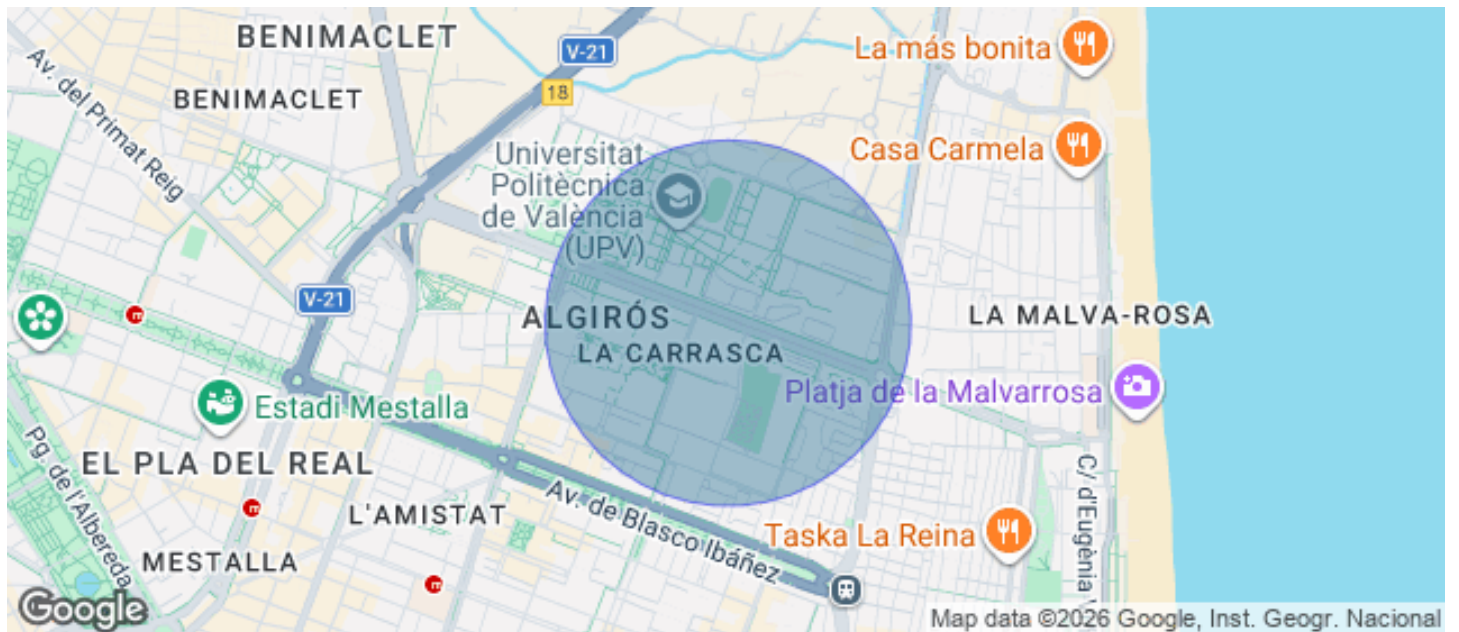 BENIMACLET
V-21
La más bonita
Av. del Primat Reig
BENIMACLET
18
Universitat
Politècnica
de València
(UPV)
Casa Carmela
V-21
ALGIRÓS
LA MALVA-ROSA
LA CARRASCA
Platja de la Malvarrosa
Estadi Mestalla
Pg. de l'Albereda
EL PLA DEL REAL
L'AMISTAT
Av. de Blasco Ibáñez
C/ d'Eugènia
Taska La Reina
MESTALLA
Google
Map data ©2026 Google, Inst. Geogr. Nacional